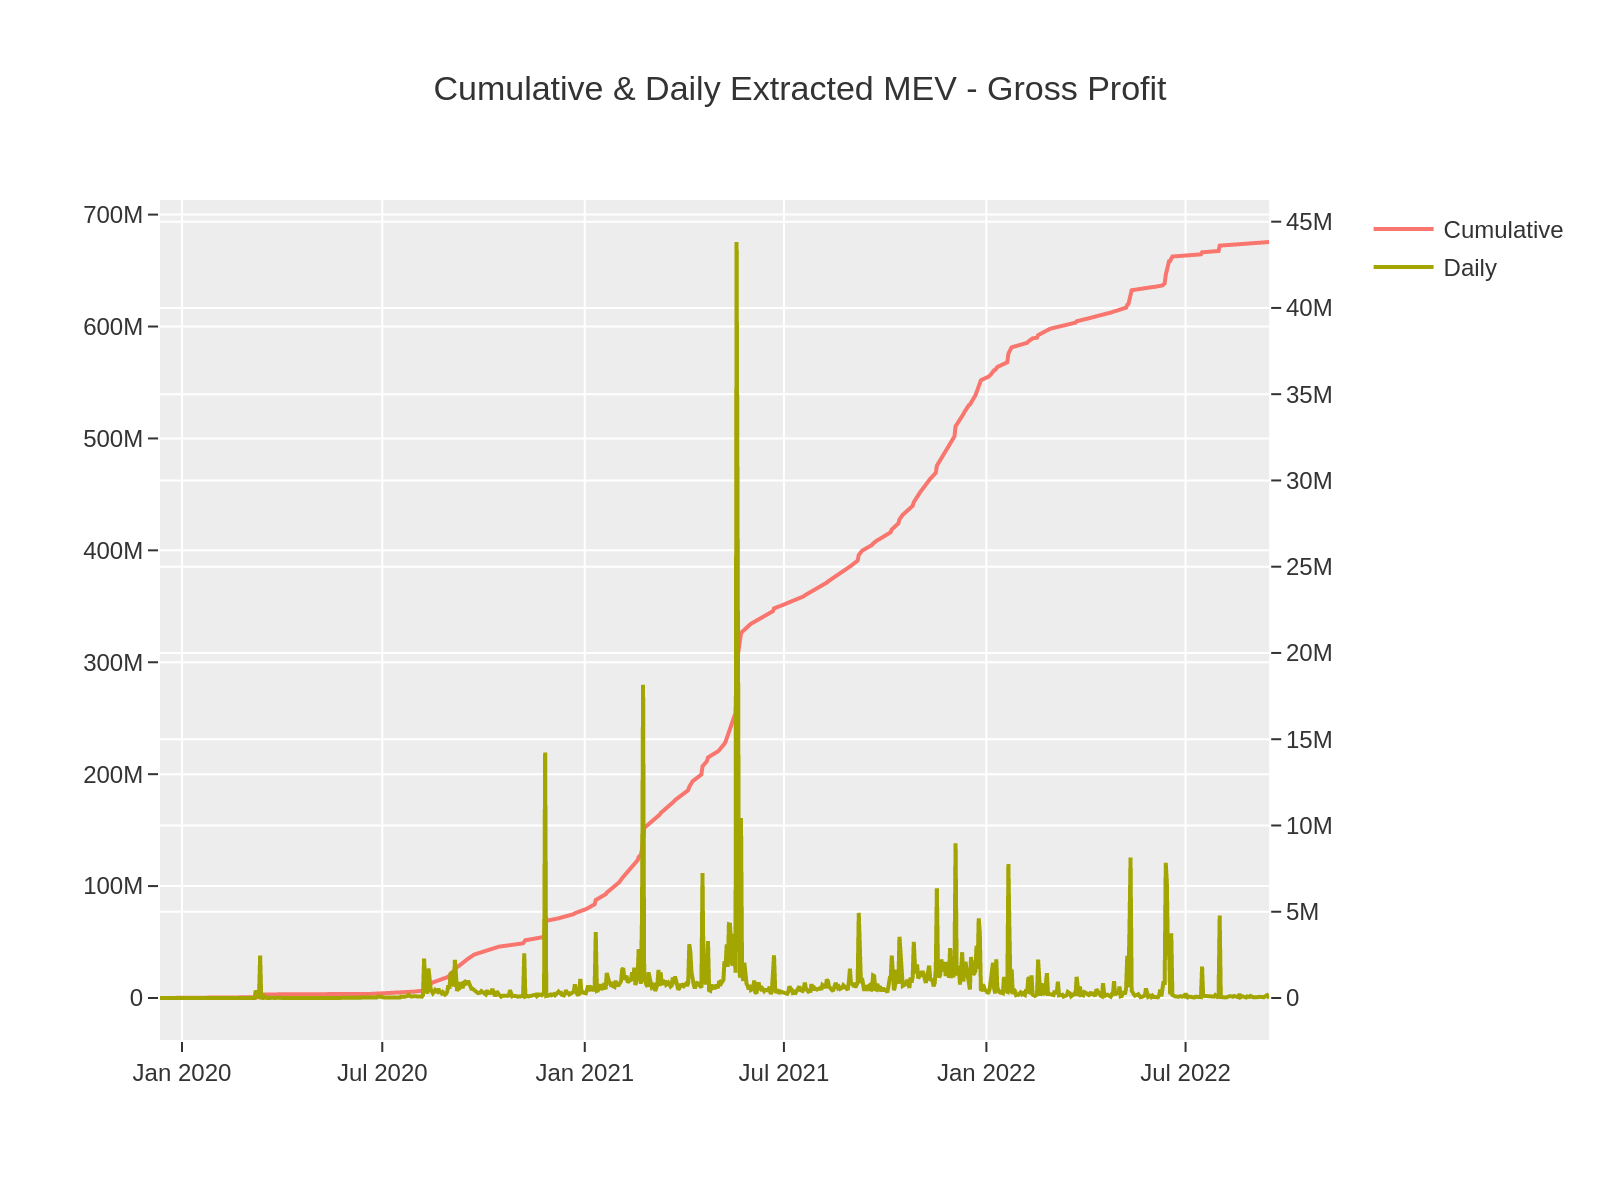 Cumulative & Daily Extracted MEV - Gross Profit
700M
600M
500M
400M
300M
200M
100M
0
45M
40M
35M
30M
25M
20M
15M
10M
5M
0
Jan 2020
Jul 2020
Jan 2021
Jul 2021
Jan 2022
Jul 2022
Cumulative
Daily